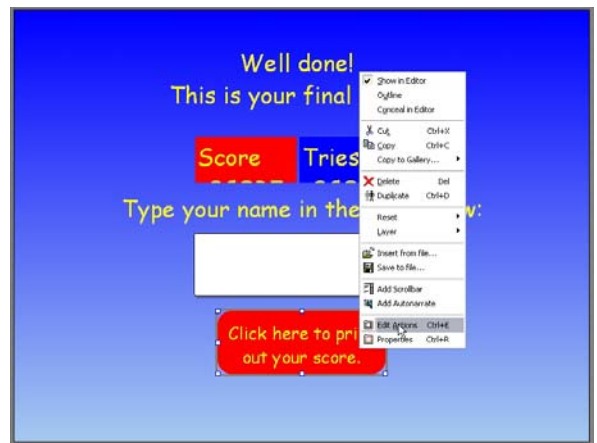 Well done!
This is your final
Score
Tries
Type your name in the
w:
Click here to pri
out your score.
Show in Editor
Outline
Conceal in Editor
Cut Ctrl+X
Copy Ctrl+C
Copy to Gallery...
Delete Del
Duplicate Ctrl+D
Reset
Layer
Insert from file...
Save to file...
Add Scrollbar
Add Autonarrate
Edit Actions Ctrl+E
Properties Ctrl+R